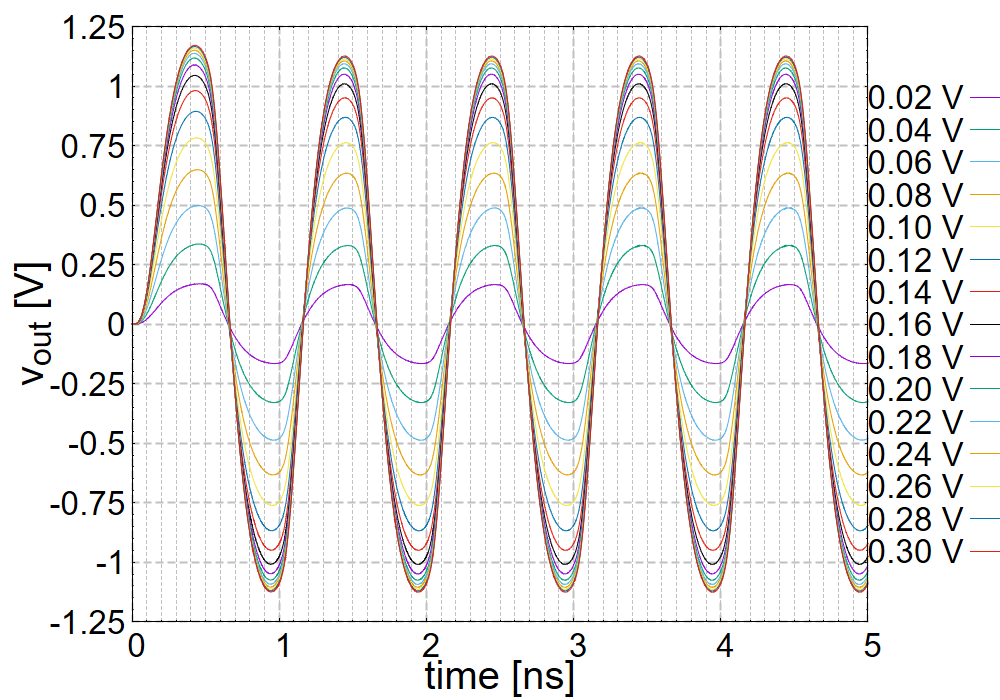 1.25
1
0.75
0.5
0.25
0
-0.25
-0.5
-0.75
-1
-1.25
v_out [V]
0 1 2 3 4 5
time [ns]
0.02 V
0.04 V
0.06 V
0.08 V
0.10 V
0.12 V
0.14 V
0.16 V
0.18 V
0.20 V
0.22 V
0.24 V
0.26 V
0.28 V
0.30 V